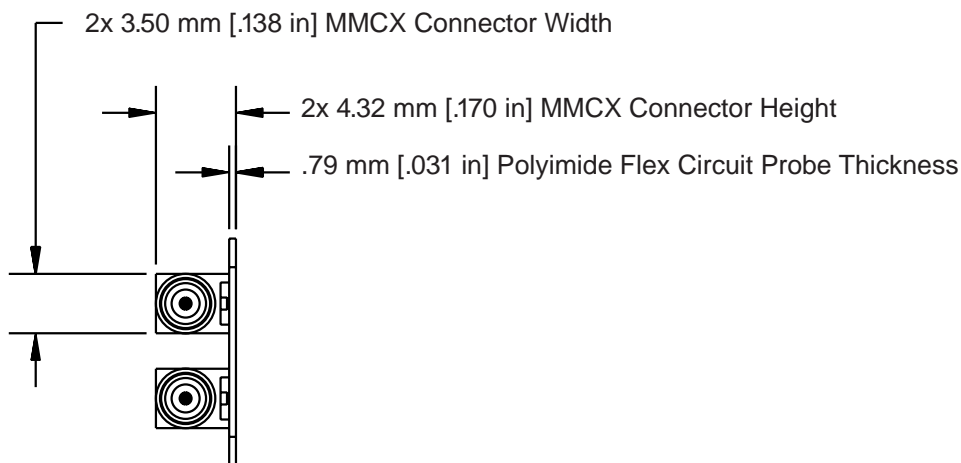 2x 3.50 mm [.138 in] MMCX Connector Width
2x 4.32 mm [.170 in] MMCX Connector Height
.79 mm [.031 in] Polyimide Flex Circuit Probe Thickness